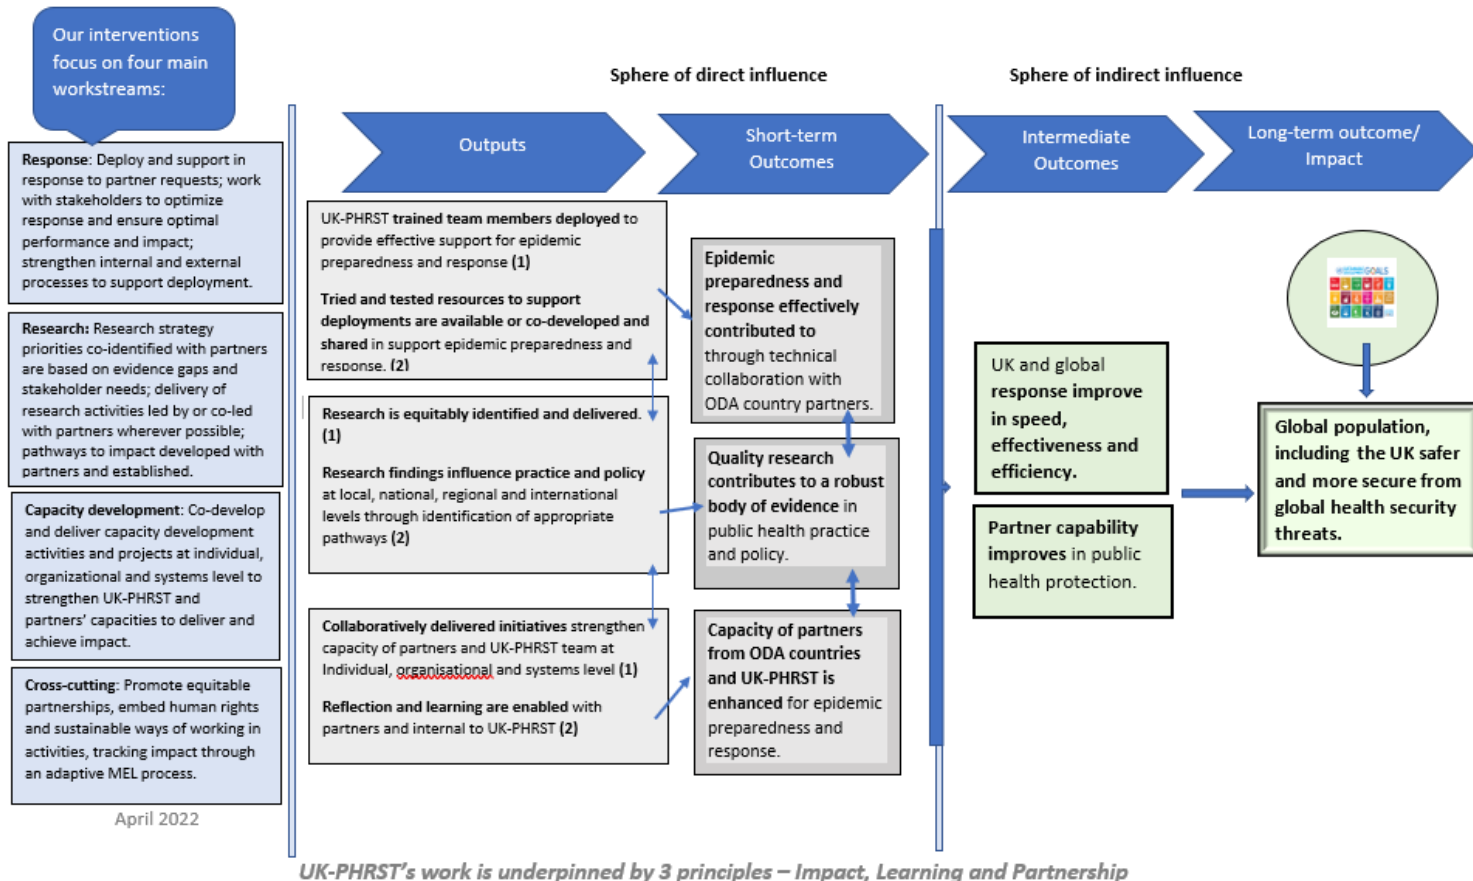 Our interventions
focus on four main
workstreams:
Sphere of direct influence
Sphere of indirect influence
Outputs
Short-term
Outcomes
Intermediate
Outcomes
Long-term outcome/
Impact
Response: Deploy and support in
response to partner requests; work
with stakeholders to optimize
response and ensure optimal
performance and impact;
strengthen internal and external
processes to support deployment.
Research: Research strategy
priorities co-identified with partners
are based on evidence gaps and
stakeholder needs; delivery of
research activities led by or co-led
with partners wherever possible;
pathways to impact developed with
partners and established.
Capacity development: Co-develop
and deliver capacity development
activities and projects at individual,
organizational and systems level to
strengthen UK-PHRST and
partners' capacities to deliver and
achieve impact.
Cross-cutting: Promote equitable
partnerships, embed human rights
and sustainable ways of working in
activities, tracking impact through
an adaptive MEL process.
April 2022
UK-PHRST trained team members deployed to
provide effective support for epidemic
preparedness and response (1)
Tried and tested resources to support
deployments are available or co-developed and
shared in support epidemic preparedness and
response. (2)
Research is equitably identified and delivered.
(1)
Research findings influence practice and policy
at local, national, regional and international
levels through identification of appropriate
pathways (2)
Collaboratively delivered initiatives strengthen
capacity of partners and UK-PHRST team at
Individual, organisational and systems level (1)
Reflection and learning are enabled with
partners and internal to UK-PHRST (2)
Epidemic
preparedness and
response effectively
contributed to
through technical
collaboration with
ODA country partners.
Quality research
contributes to a robust
body of evidence in
public health practice
and policy.
Capacity of partners
from ODA countries
and UK-PHRST is
enhanced for epidemic
preparedness and
response.
UK and global
response improve
in speed,
effectiveness and
efficiency.
Partner capability
improves in public
health protection.
GOALS
Global population,
including the UK safer
and more secure from
global health security
threats.
UK-PHRST's work is underpinned by 3 principles – Impact, Learning and Partnership